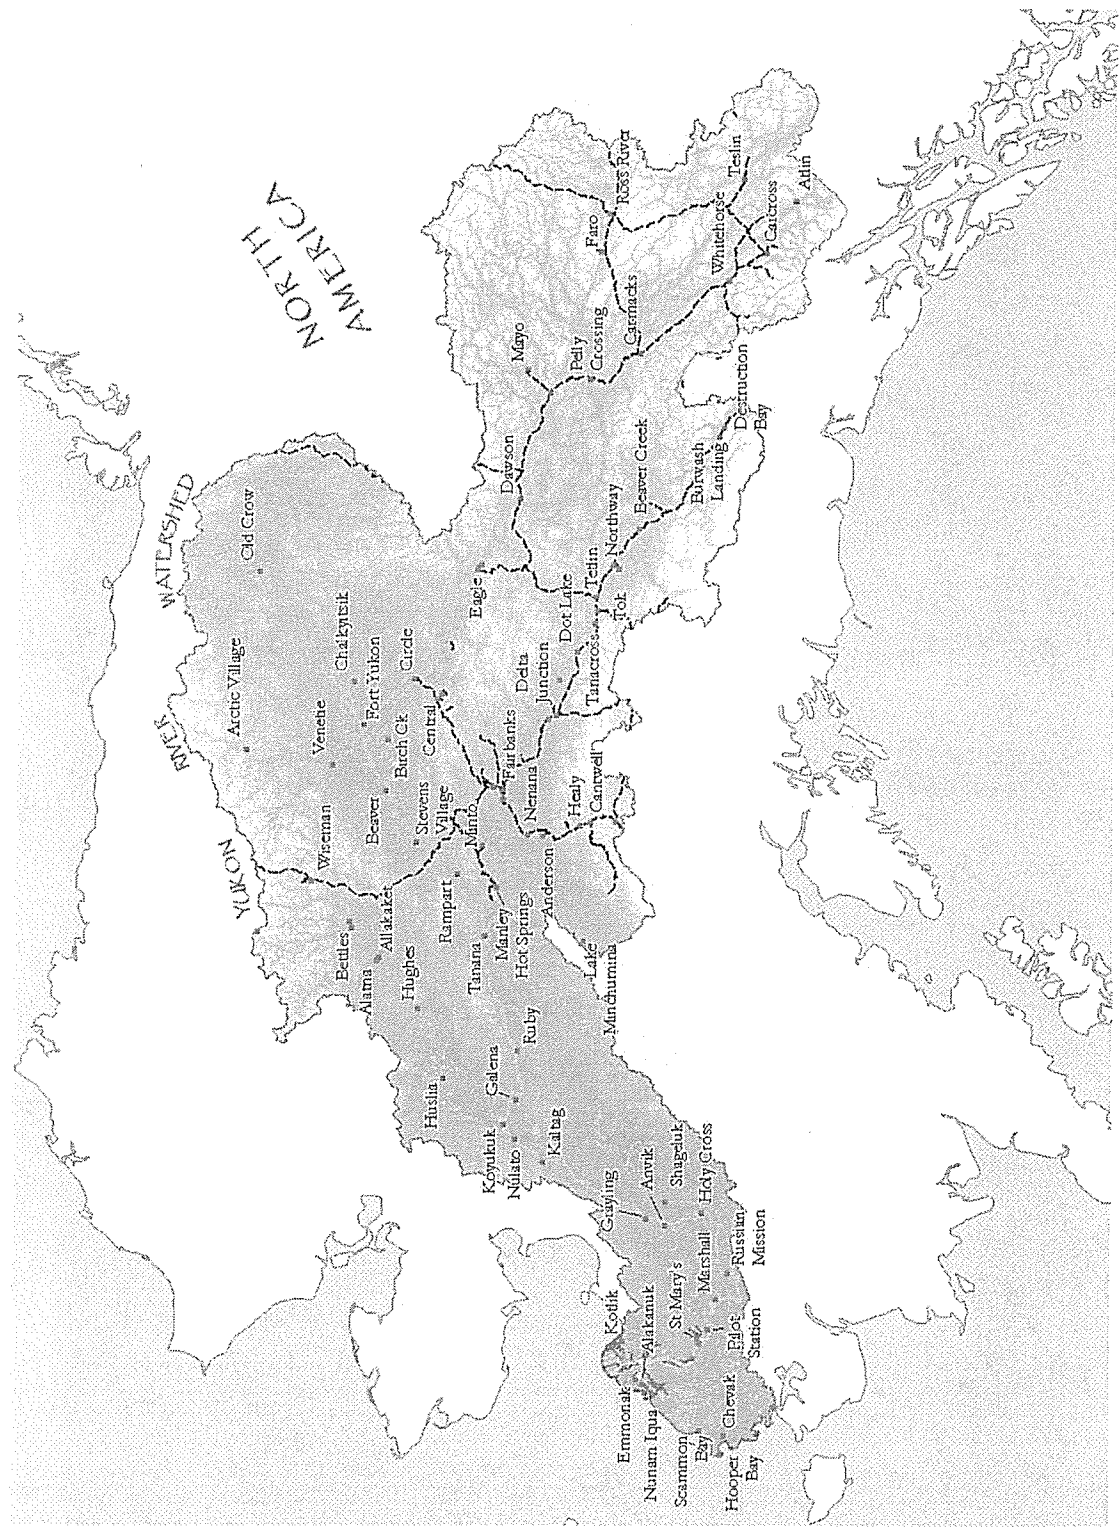 YUKON RIVER WATERSHED
NORTH
AMERICA
Arctic Village
Old Crow
Wiseman
Venetie
Chalkyitsik
Bettles
Beaver
Fort Yukon
Alatna
Allakaket
Birch Ck.
Circle
Hughes
Stevens
Village
Central
Huslia
Rampart
Minto
Eagle
Tanana
Manley
Hot Springs
Fairbanks
Dawson
Mayo
Koyukuk
Galena
Nulato
Ruby
Nenana
Delta
Junction
Anderson
Kaltag
Healy
Cantwell
Dot Lake
Tanacross
Tetlin
Tok
Northway
Pelly
Crossing
Faro
Ross River
Lake
Minchumina
Beaver Creek
Carmacks
Grayling
Anvik
Shageluk
Holy Cross
Burwash
Landing
Whitehorse
Teslin
Destruction
Bay
Carcross
Atlin
Kotlik
Emmonak
Alakanuk
Nunam Iqua
St Mary's
Marshall
Russian
Mission
Scammon
Bay
Pilot
Station
Chevak
Hooper
Bay